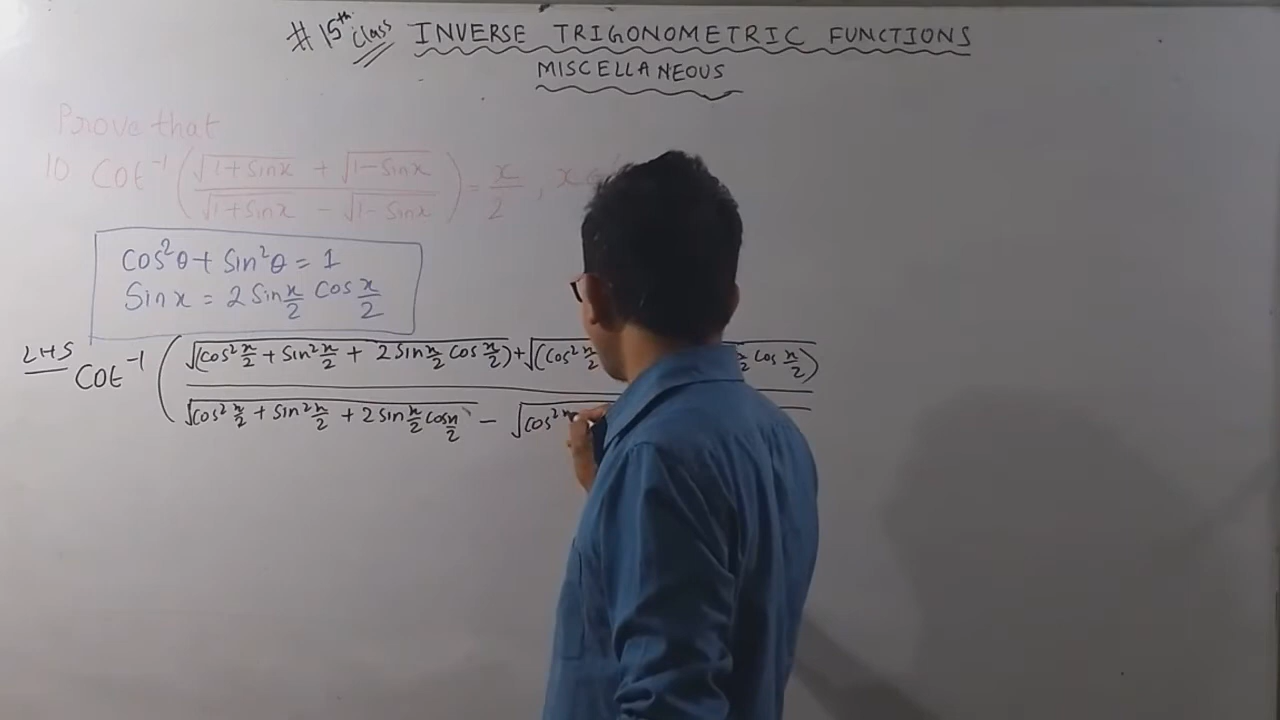 # 15th class INVERSE TRIGONOMETRIC FUNCTIONS
MISCELLANEOUS
Prove that
10 Cot⁻¹ ( (√1+Sinx + √1-Sinx) / (√1+Sinx - √1-Sinx) ) = x/2 , x ∈
Cos²θ + Sin²θ = 1
Sin x = 2 Sin x/2 Cos x/2
LHS Cot⁻¹ ( √(Cos² x/2 + Sin² x/2 + 2 Sin x/2 Cos x/2) + √(Cos² x/2 Cos x/2)
√Cos² x/2 + Sin² x/2 + 2 Sin x/2 Cos x/2 - √Cos² x